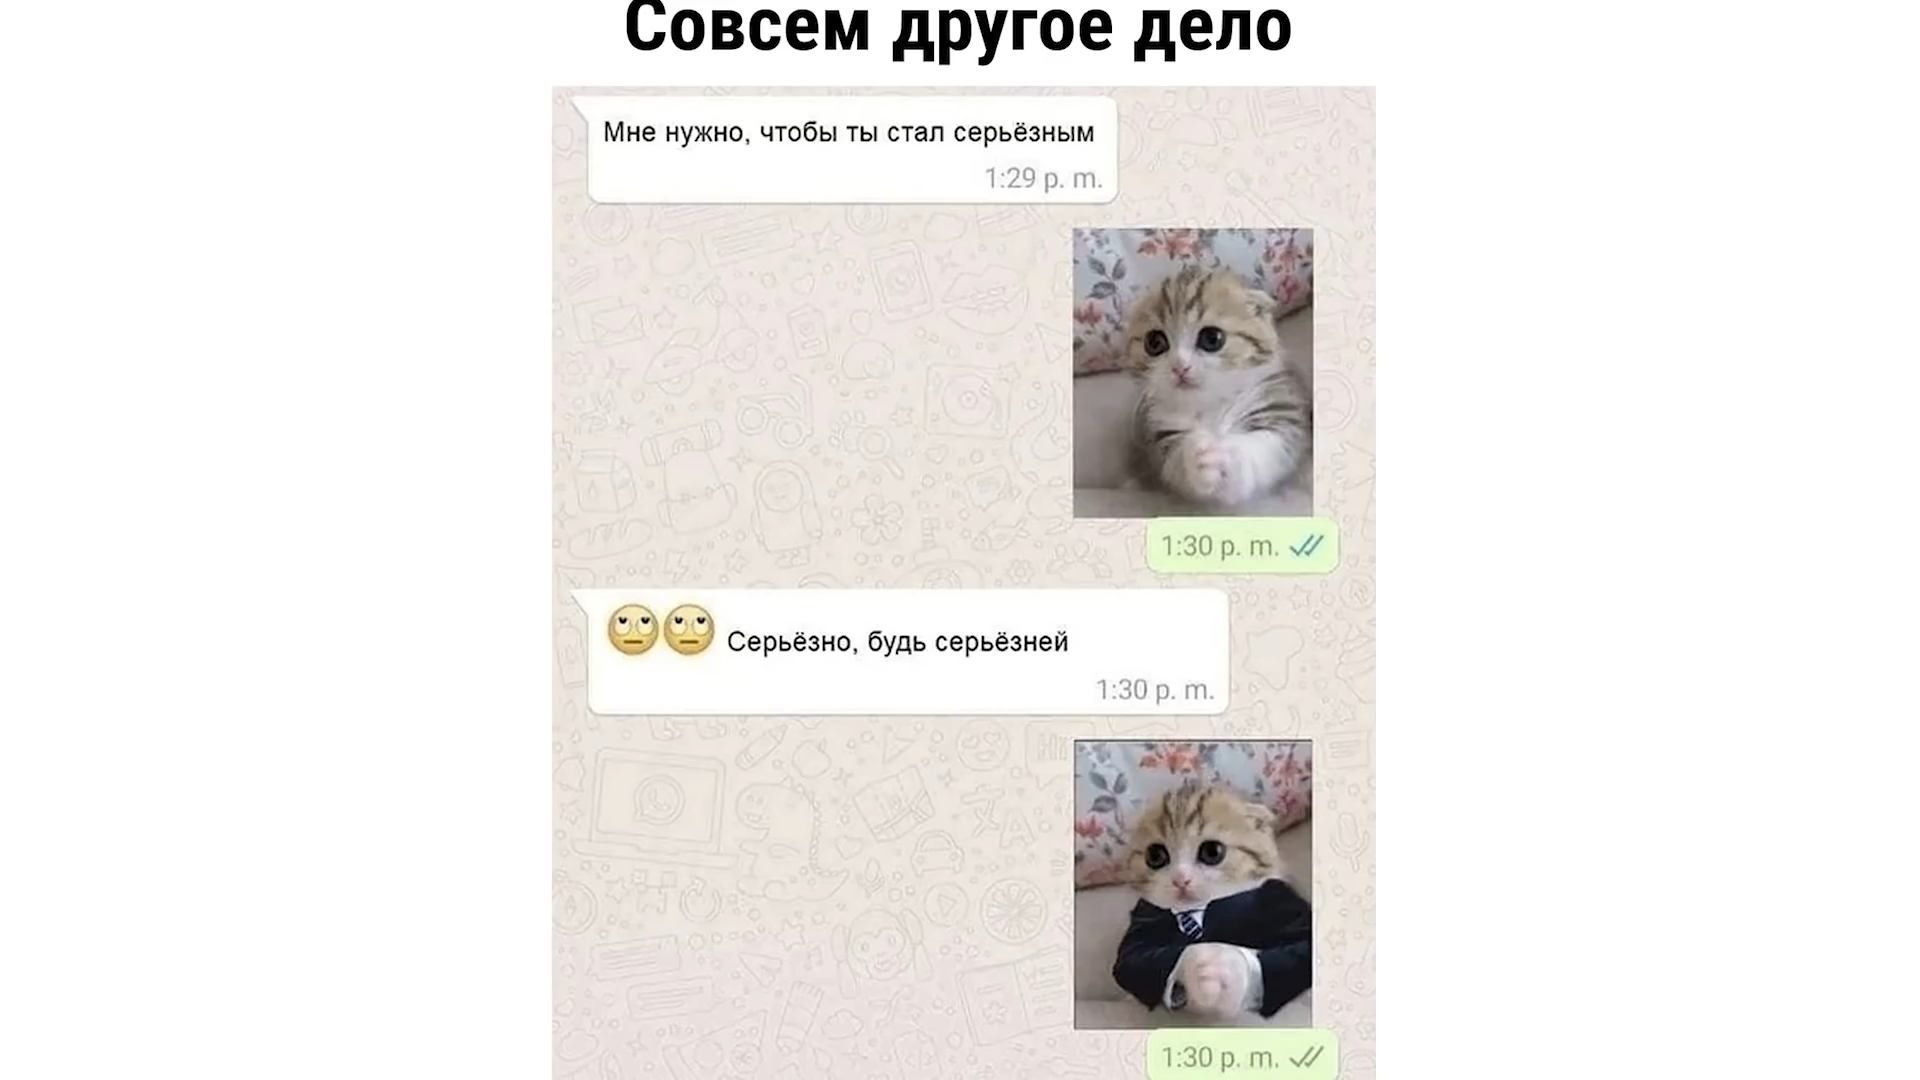 Совсем другое дело
Мне нужно, чтобы ты стал серьёзным
1:29 p. m.
1:30 p. m.
🙄🙄 Серьёзно, будь серьёзней
1:30 p. m.
1:30 p. m.